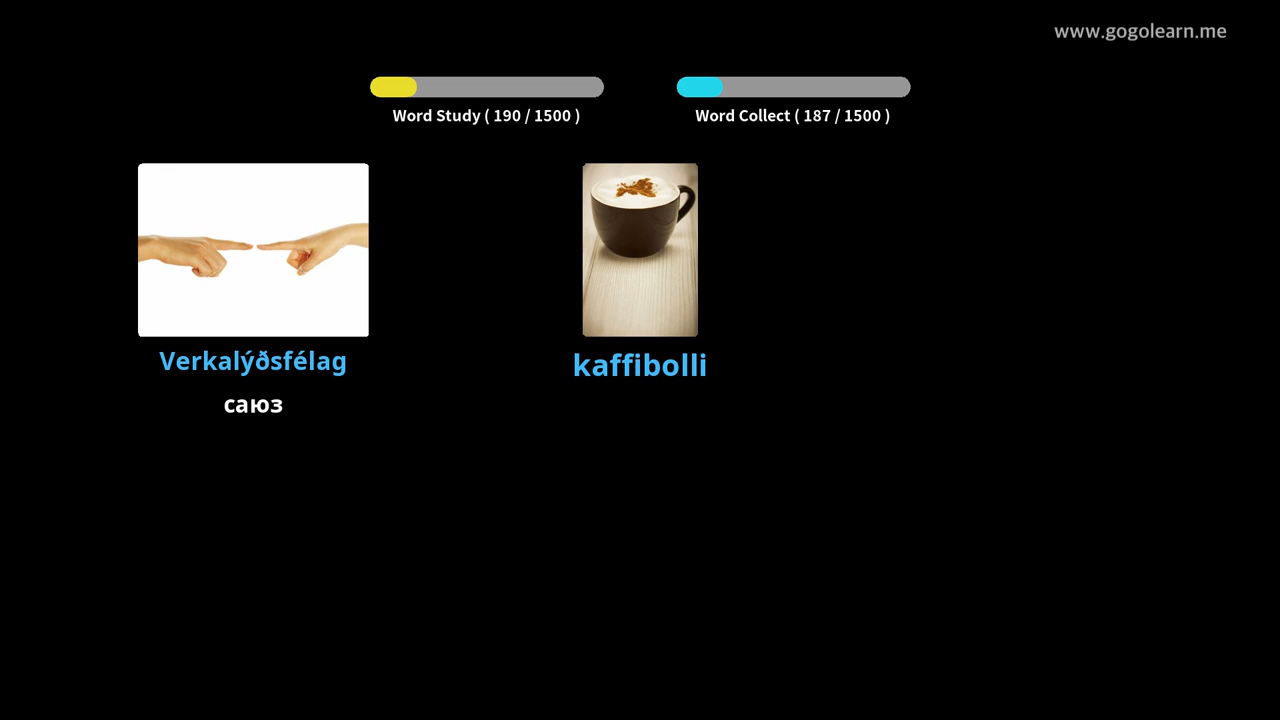 www.gogolearn.me
Word Study ( 190 / 1500 )
Word Collect ( 187 / 1500 )
Verkalýðsfélag
саюз
kaffibolli